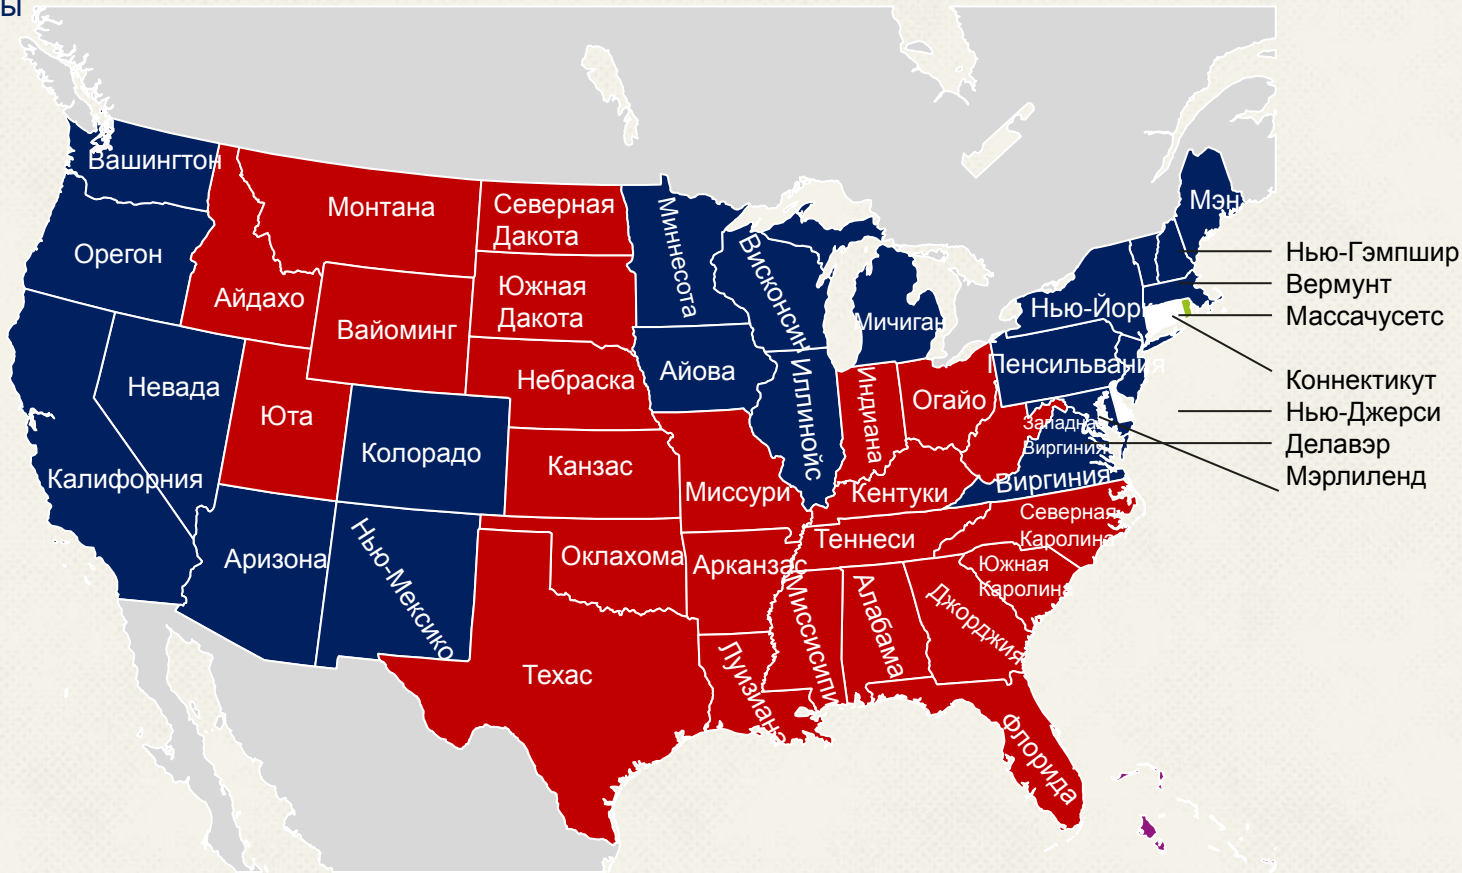 ы
Вашингтон
Орегон
Калифорния
Невада
Айдахо
Монтана
Вайоминг
Юта
Аризона
Колорадо
Нью-Мексико
Северная
Дакота
Южная
Дакота
Небраска
Канзас
Оклахома
Техас
Миннесота
Айова
Миссури
Арканзас
Луизиана
Висконсин
Иллинойс
Мичиган
Индиана
Огайо
Кентуки
Теннеси
Миссисипи
Алабама
Джорджия
Флорида
Южная
Каролина
Северная
Каролина
Виргиния
Западная
Виргиния
Пенсильвания
Нью-Йорк
Мэн
Нью-Гэмпшир
Вермунт
Массачусетс
Коннектикут
Нью-Джерси
Делавэр
Мэрлиленд